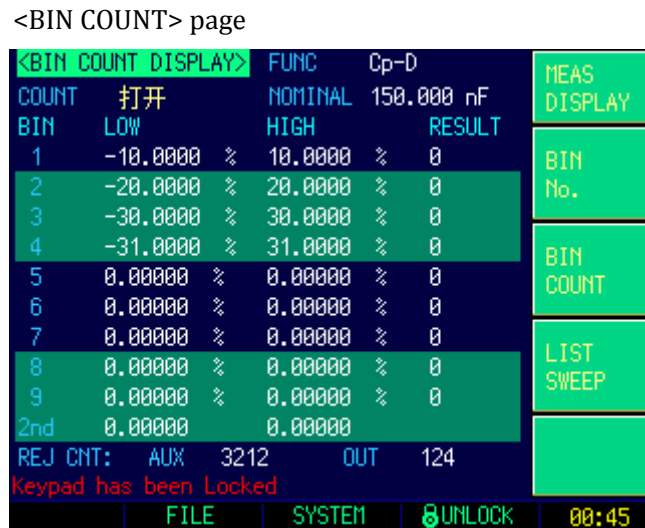 <BIN COUNT> page
<BIN COUNT DISPLAY> FUNC Cp-D
COUNT 打开 NOMINAL 150.000 nF
BIN LOW HIGH RESULT
1 -10.0000 % 10.0000 % 0
2 -20.0000 % 20.0000 % 0
3 -30.0000 % 30.0000 % 0
4 -31.0000 % 31.0000 % 0
5 0.00000 % 0.00000 % 0
6 0.00000 % 0.00000 % 0
7 0.00000 % 0.00000 % 0
8 0.00000 % 0.00000 % 0
9 0.00000 % 0.00000 % 0
2nd 0.00000 0.00000
REJ CNT: AUX 3212 OUT 124
Keypad has been Locked
MEAS
DISPLAY
BIN
No.
BIN
COUNT
LIST
SWEEP
FILE SYSTEM UNLOCK 00:45